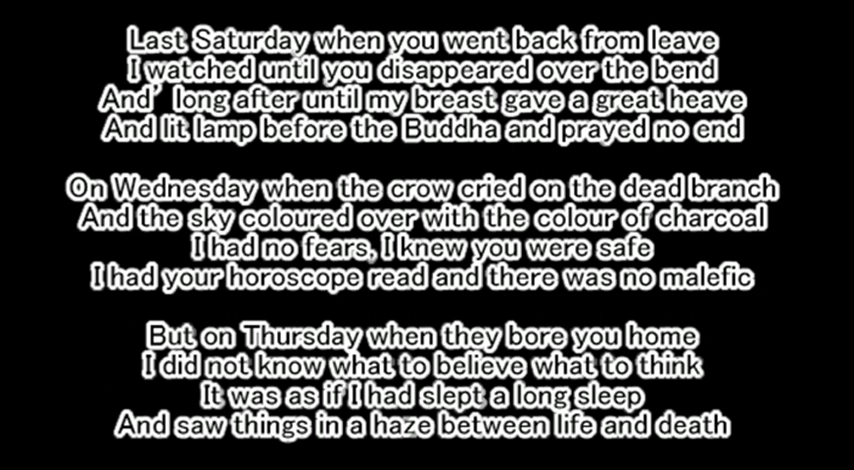 Last Saturday when you went back from leave
I watched until you disappeared over the bend
And' long after until my breast gave a great heave
And lit lamp before the Buddha and prayed no end
On Wednesday when the crow cried on the dead branch
And the sky coloured over with the colour of charcoal
I had no fears, I knew you were safe
I had your horoscope read and there was no malefic
But on Thursday when they bore you home
I did not know what to believe what to think
It was as if I had slept a long sleep
And saw things in a haze between life and death